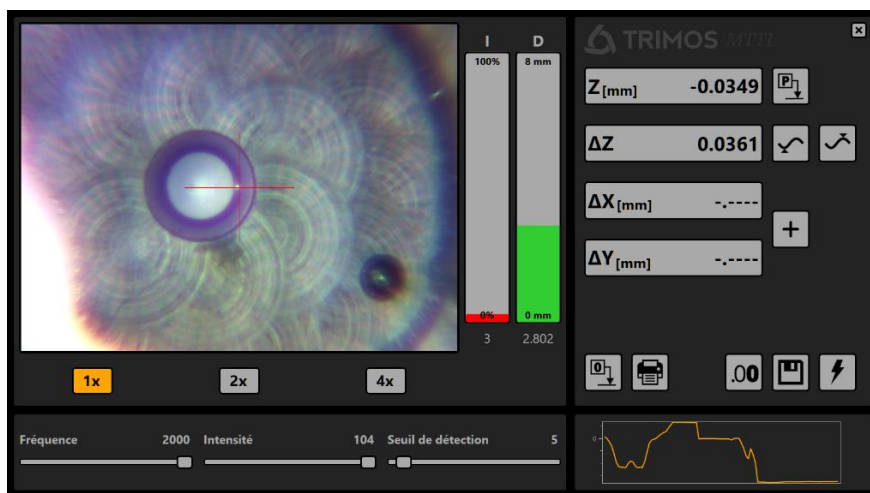 I D
100% 8 mm
0% 0 mm
3 2.802
1x 2x 4x
TRIMOS MTTL
Z[mm] -0.0349
P
ΔZ 0.0361
ΔX[mm] -.----
+
ΔY[mm] -.----
0
.00
Fréquence 2000 Intensité 104 Seuil de détection 5
0